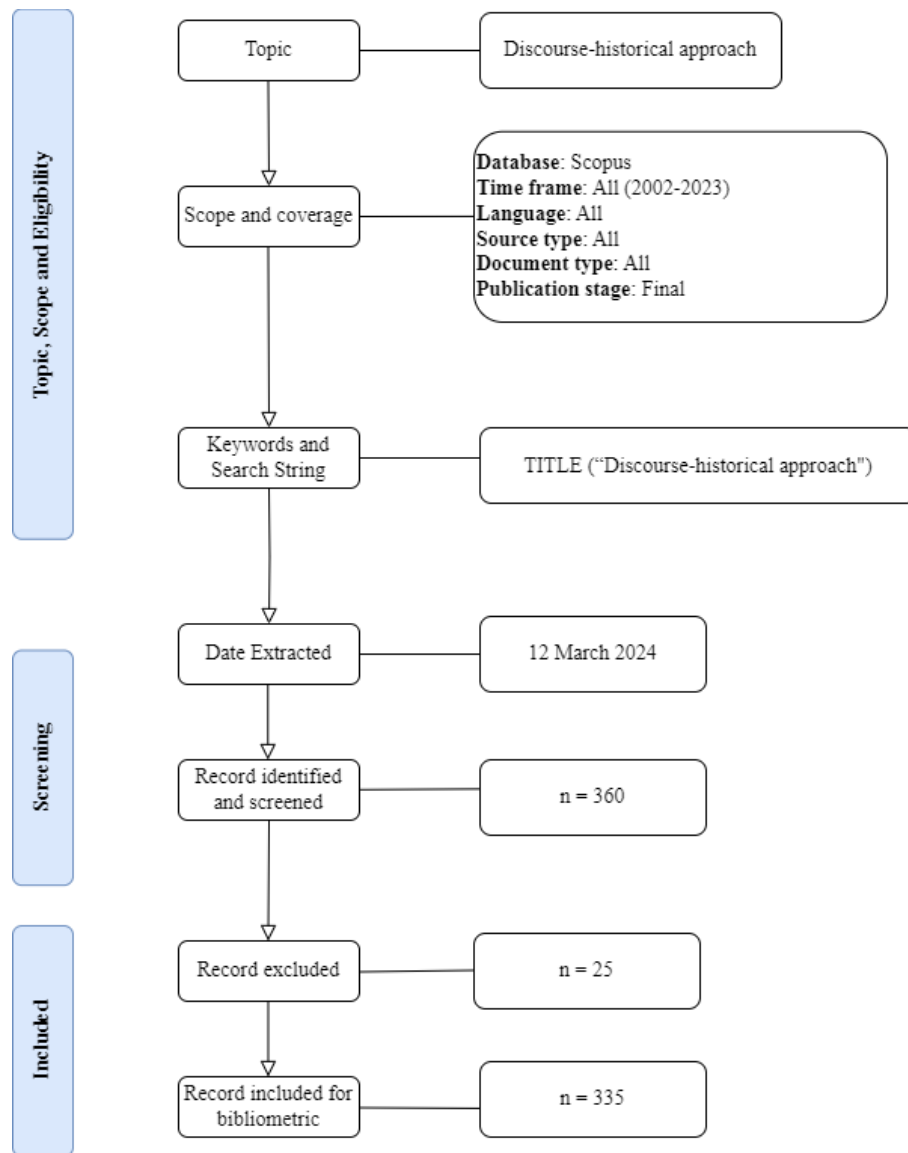 Topic, Scope and Eligibility
Topic
Discourse-historical approach
Scope and coverage
Database: Scopus
Time frame: All (2002-2023)
Language: All
Source type: All
Document type: All
Publication stage: Final
Keywords and
Search String
TITLE (“Discourse-historical approach")
Screening
Date Extracted
12 March 2024
Record identified
and screened
n = 360
Included
Record excluded
n = 25
Record included for
bibliometric
n = 335